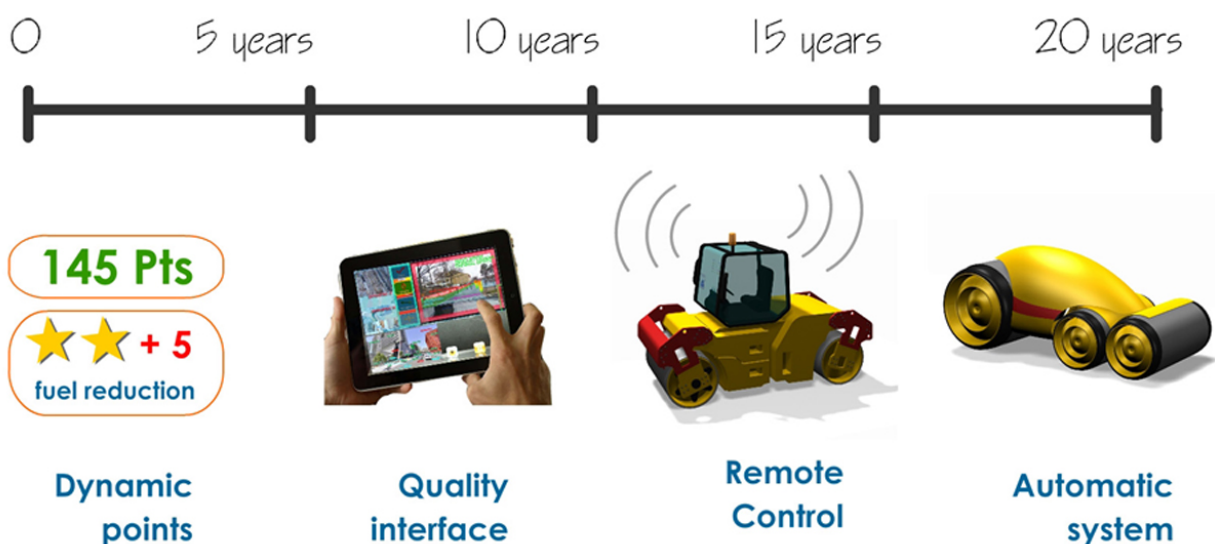 0 5 years 10 years 15 years 20 years
145 Pts
+ 5
fuel reduction
Dynamic
points
Quality
interface
Remote
Control
Automatic
system